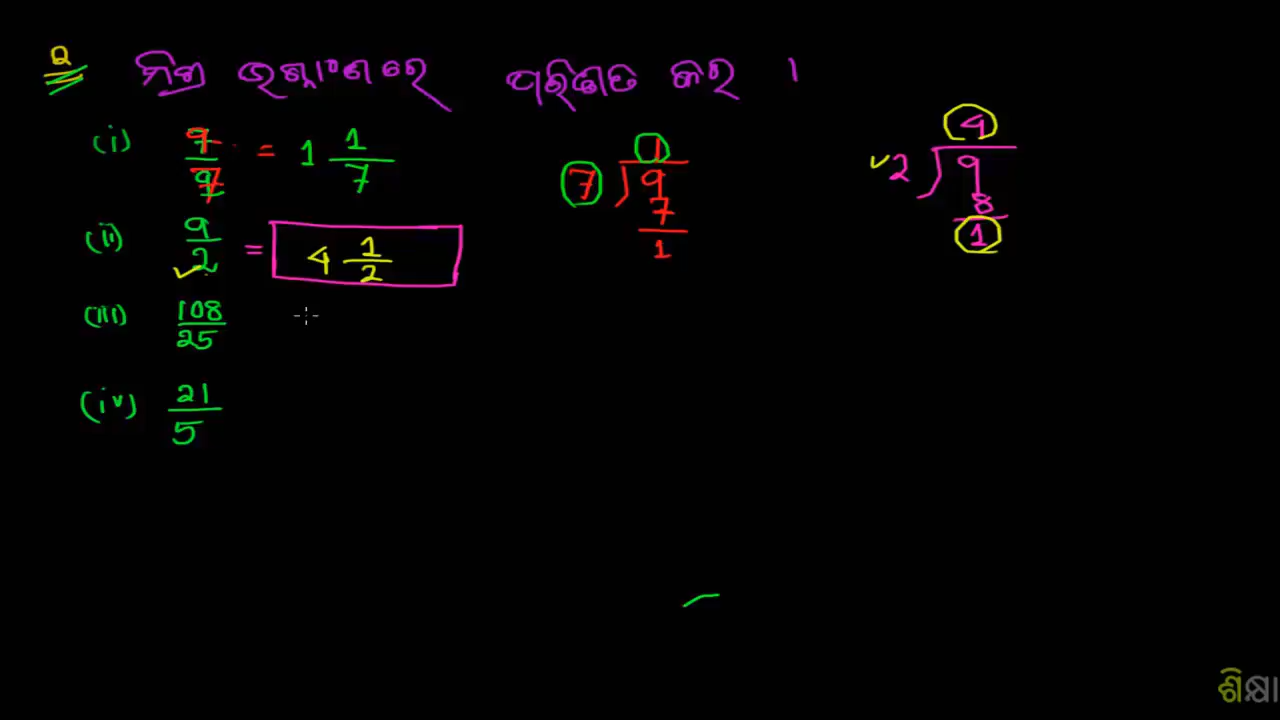 ୨ ମିଶ୍ର ଭଗ୍ନାଂଶରେ ପରିଣତ କର ।
(i) 9/7 = 1 1/7
(ii) 9/2 = 4 1/2
(iii) 108/25
(iv) 21/5
1
7 ) 9
7
1
4
2 ) 9
8
1
ଶିକ୍ଷା